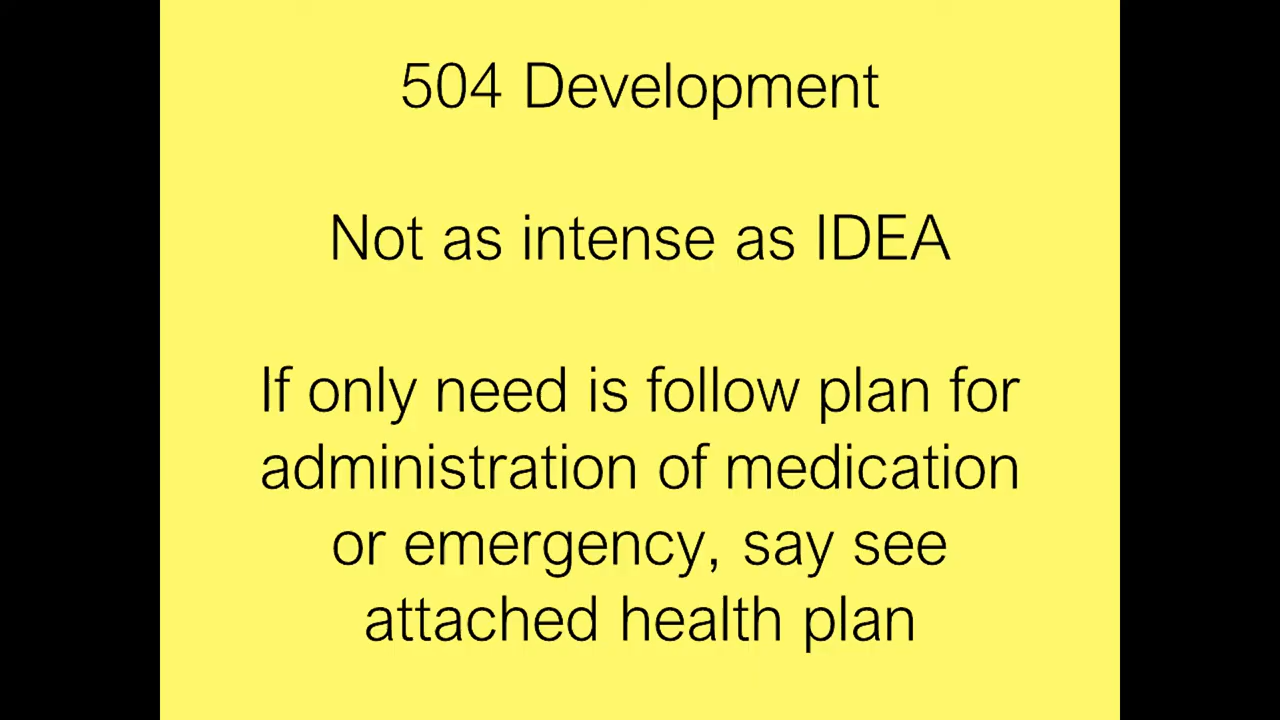 504 Development
Not as intense as IDEA
If only need is follow plan for
administration of medication
or emergency, say see
attached health plan